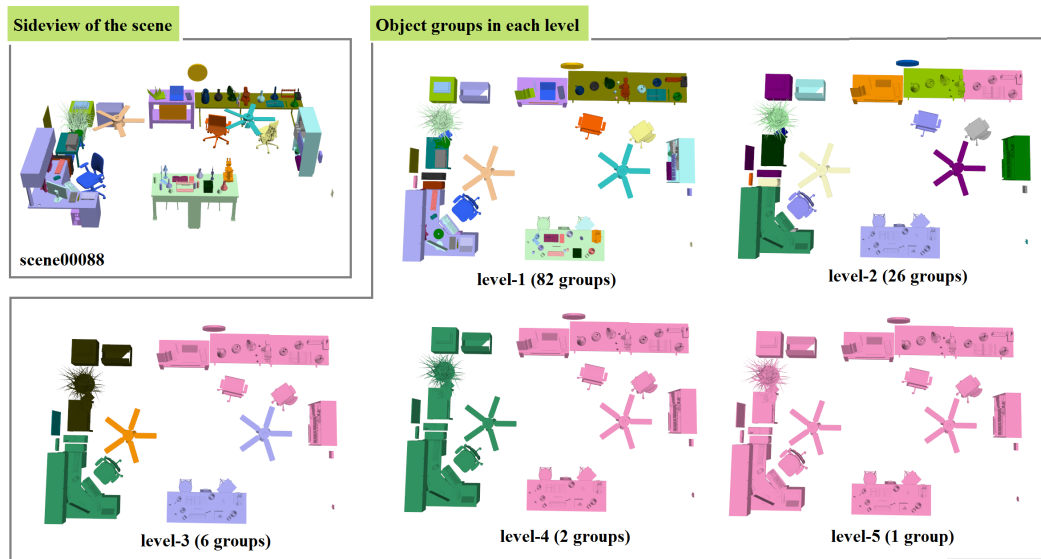 Sideview of the scene
Object groups in each level
scene00088
level-1 (82 groups)
level-2 (26 groups)
level-3 (6 groups)
level-4 (2 groups)
level-5 (1 group)